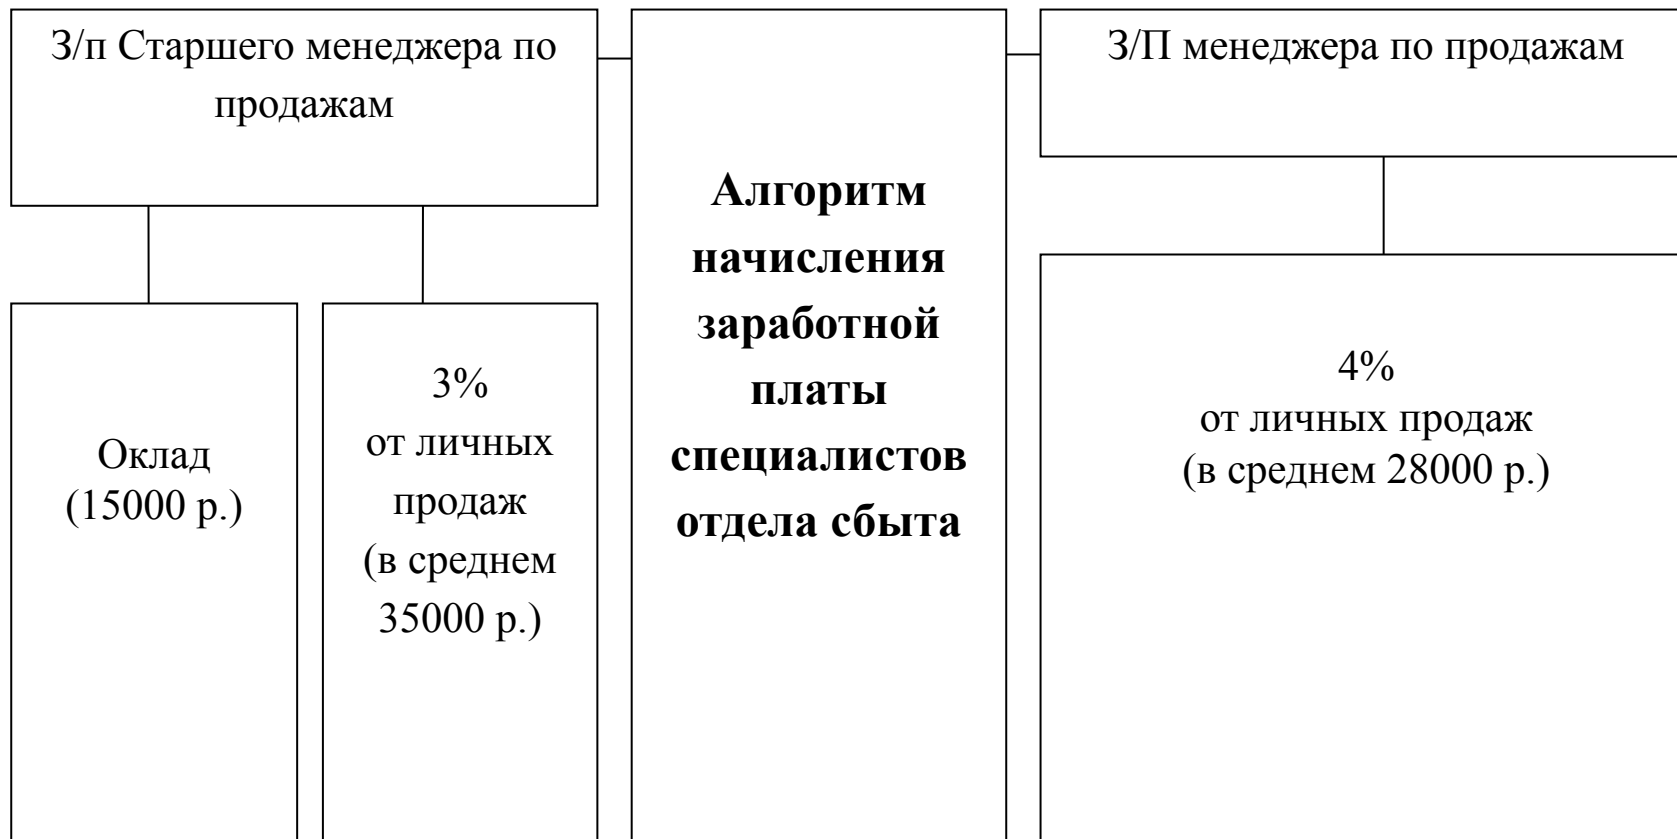 З/п Старшего менеджера по
продажам
Оклад
(15000 р.)
3%
от личных
продаж
(в среднем
35000 р.)
Алгоритм
начисления
заработной
платы
специалистов
отдела сбыта
З/П менеджера по продажам
4%
от личных продаж
(в среднем 28000 р.)